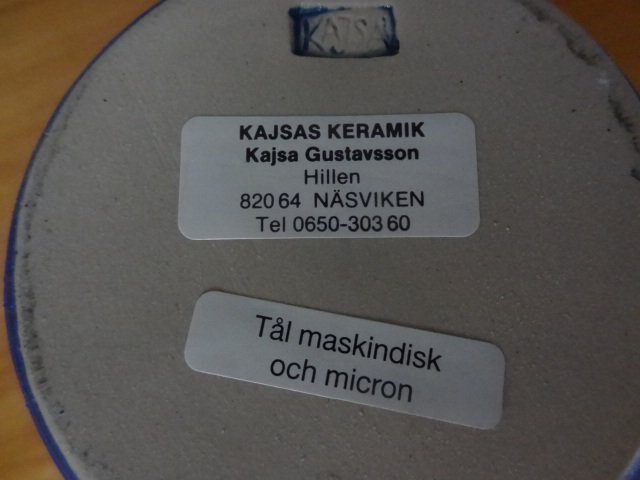 KAJSA
KAJSAS KERAMIK
Kajsa Gustavsson
Hillen
820 64 NÄSVIKEN
Tel 0650-303 60
Tål maskindisk
och micron